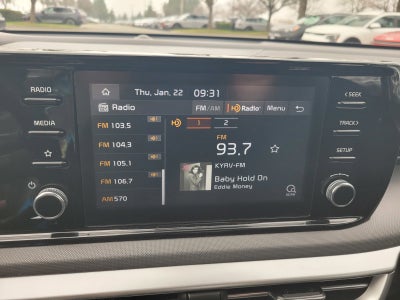 Thu, Jan. 22 09:31
Radio FM/AM HD Radio Menu
RADIO
MEDIA
SEEK
TRACK
SETUP
FM 103.5
FM 104.3
FM 105.1
FM 106.7
AM 570
HD 1 2
FM
93.7
KYRV-FM
Baby Hold On
Eddie Money
SCAN